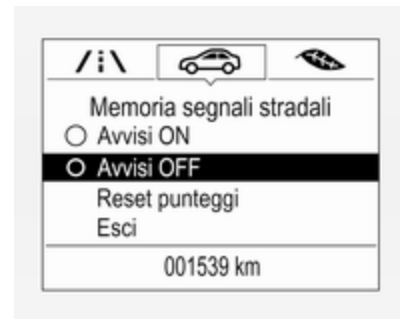 Memoria segnali stradali
Avvisi ON
Avvisi OFF
Reset punteggi
Esci
001539 km